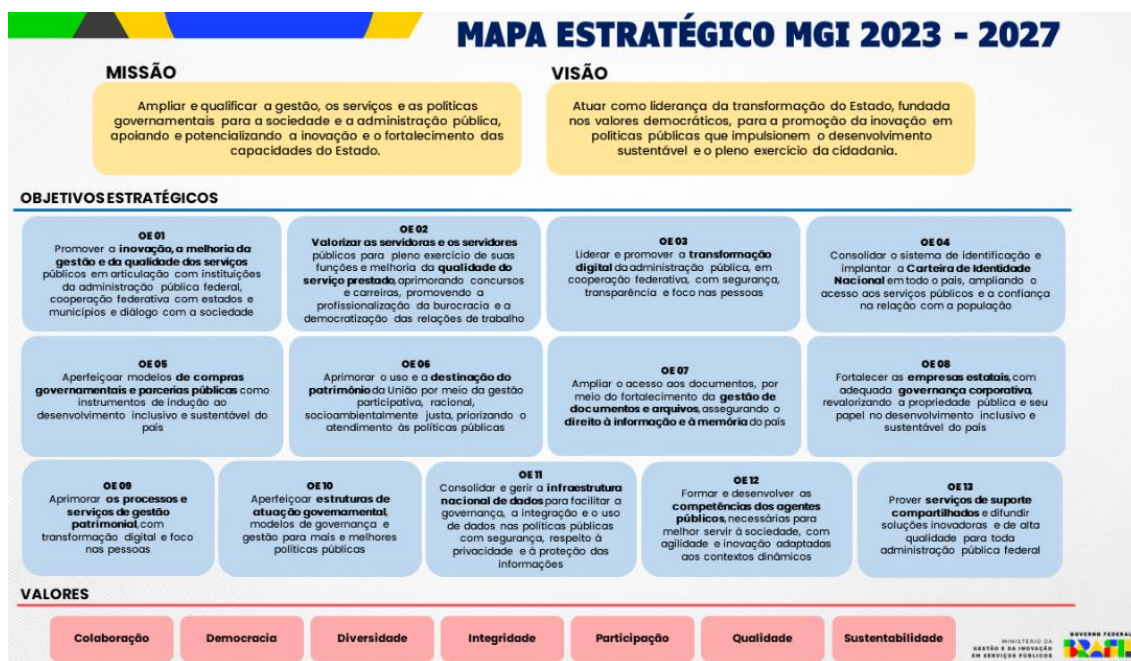 MAPA ESTRATÉGICO MGI 2023 - 2027
MISSÃO
Ampliar e qualificar a gestão, os serviços e as políticas
governamentais para a sociedade e a administração pública,
apoiando e potencializando a inovação e o fortalecimento das
capacidades do Estado.
VISÃO
Atuar como liderança da transformação do Estado, fundada
nos valores democráticos, para a promoção da inovação em
políticas públicas que impulsionem o desenvolvimento
sustentável e o pleno exercício da cidadania.
OBJETIVOS ESTRATÉGICOS
OE 01
Promover a inovação, a melhoria da
gestão e da qualidade dos serviços
públicos em articulação com instituições
da administração pública federal,
cooperação federativa com estados e
municípios e diálogo com a sociedade
OE 02
Valorizar as servidoras e os servidores
públicos para pleno exercício de suas
funções e melhoria da qualidade do
serviço prestado, aprimorando concursos
e carreiras, promovendo a
profissionalização da burocracia e a
democratização das relações de trabalho
OE 03
Liderar e promover a transformação
digital da administração pública, em
cooperação federativa, com segurança,
transparência e foco nas pessoas
OE 04
Consolidar o sistema de identificação e
implantar a Carteira de Identidade
Nacional em todo o país, ampliando o
acesso aos serviços públicos e a confiança
na relação com a população
OE 05
Aperfeiçoar modelos de compras
governamentais e parcerias públicas como
instrumentos de indução ao
desenvolvimento inclusivo e sustentável do
país
OE 06
Aprimorar o uso e a destinação do
patrimônio da União por meio da gestão
participativa, racional,
socioambientalmente justa, priorizando o
atendimento às políticas públicas
OE 07
Ampliar o acesso aos documentos, por
meio do fortalecimento da gestão de
documentos e arquivos, assegurando o
direito à informação e à memória do país
OE 08
Fortalecer as empresas estatais, com
adequada governança corporativa,
revalorizando a propriedade pública e seu
papel no desenvolvimento inclusivo e
sustentável do país
OE 09
Aprimorar os processos e
serviços de gestão
patrimonial, com
transformação digital e foco
nas pessoas
OE 10
Aperfeiçoar estruturas de
atuação governamental,
modelos de governança e
gestão para mais e melhores
políticas públicas
OE 11
Consolidar e gerir a infraestrutura
nacional de dados para facilitar a
governança, a integração e o uso
de dados nas políticas públicas
com segurança, respeito à
privacidade e à proteção das
informações
OE 12
Formar e desenvolver as
competências dos agentes
públicos, necessárias para
melhor servir à sociedade, com
agilidade e inovação adaptadas
aos contextos dinâmicos
OE 13
Prover serviços de suporte
compartilhados e difundir
soluções inovadoras e de alta
qualidade para toda
administração pública federal
VALORES
Colaboração
Democracia
Diversidade
Integridade
Participação
Qualidade
Sustentabilidade
MINISTÉRIO DA
GESTÃO E DA INOVAÇÃO
EM SERVIÇOS PÚBLICOS
GOVERNO FEDERAL
BRASIL